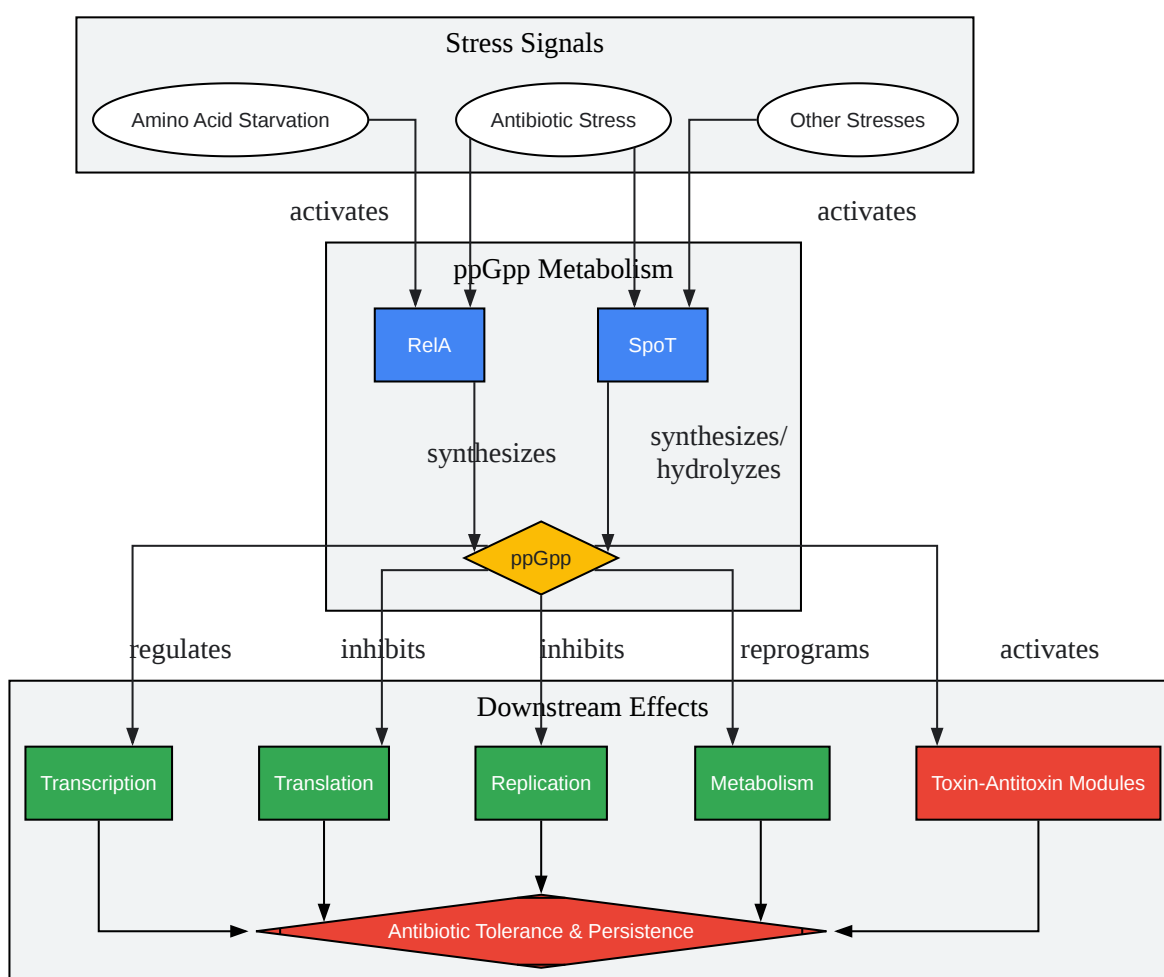 Stress Signals
Amino Acid Starvation
Antibiotic Stress
Other Stresses
activates
activates
ppGpp Metabolism
RelA
SpoT
synthesizes
synthesizes/
hydrolyzes
ppGpp
regulates
inhibits
inhibits
reprograms
activates
Downstream Effects
Transcription
Translation
Replication
Metabolism
Toxin-Antitoxin Modules
Antibiotic Tolerance & Persistence